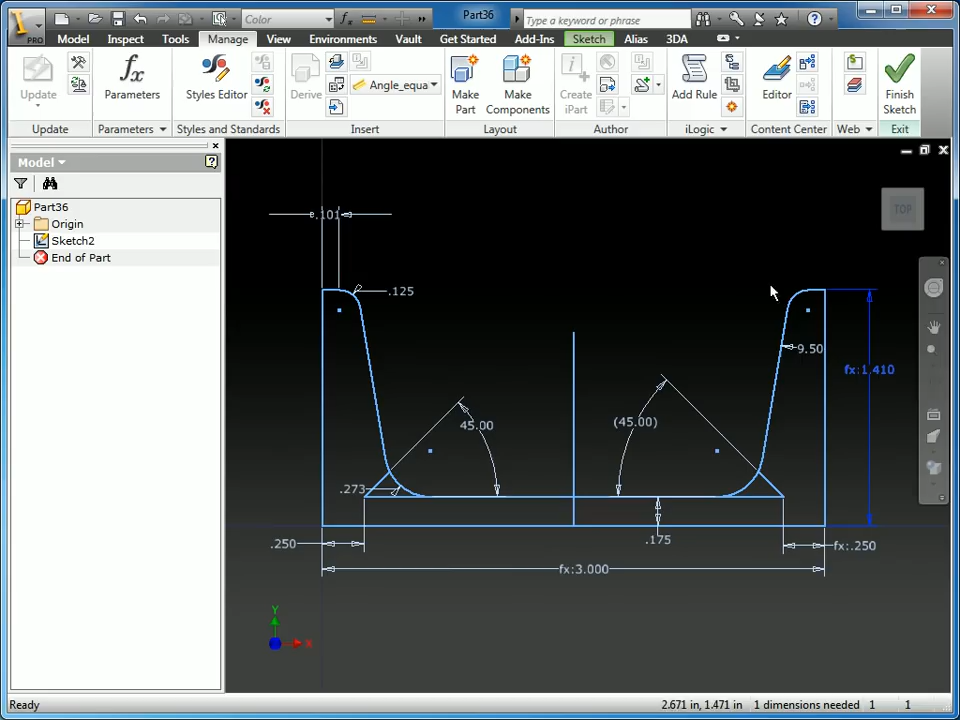 PRO
Color
Part36
Type a keyword or phrase
Model Inspect Tools Manage View Environments Vault Get Started Add-Ins Sketch Alias 3DA
Update
Parameters
Styles Editor
Derive
Angle_equa
Make Part
Make Components
Create iPart
Add Rule
Editor
Finish Sketch
Update Parameters Styles and Standards Insert Layout Author iLogic Content Center Web Exit
Model
Part36
Origin
Sketch2
End of Part
TOP
.101
.125
9.50
fx:1.410
45.00
(45.00)
.273
.175
.250
fx:.250
fx:3.000
Y
X
Ready
2.671 in, 1.471 in 1 dimensions needed 1 1